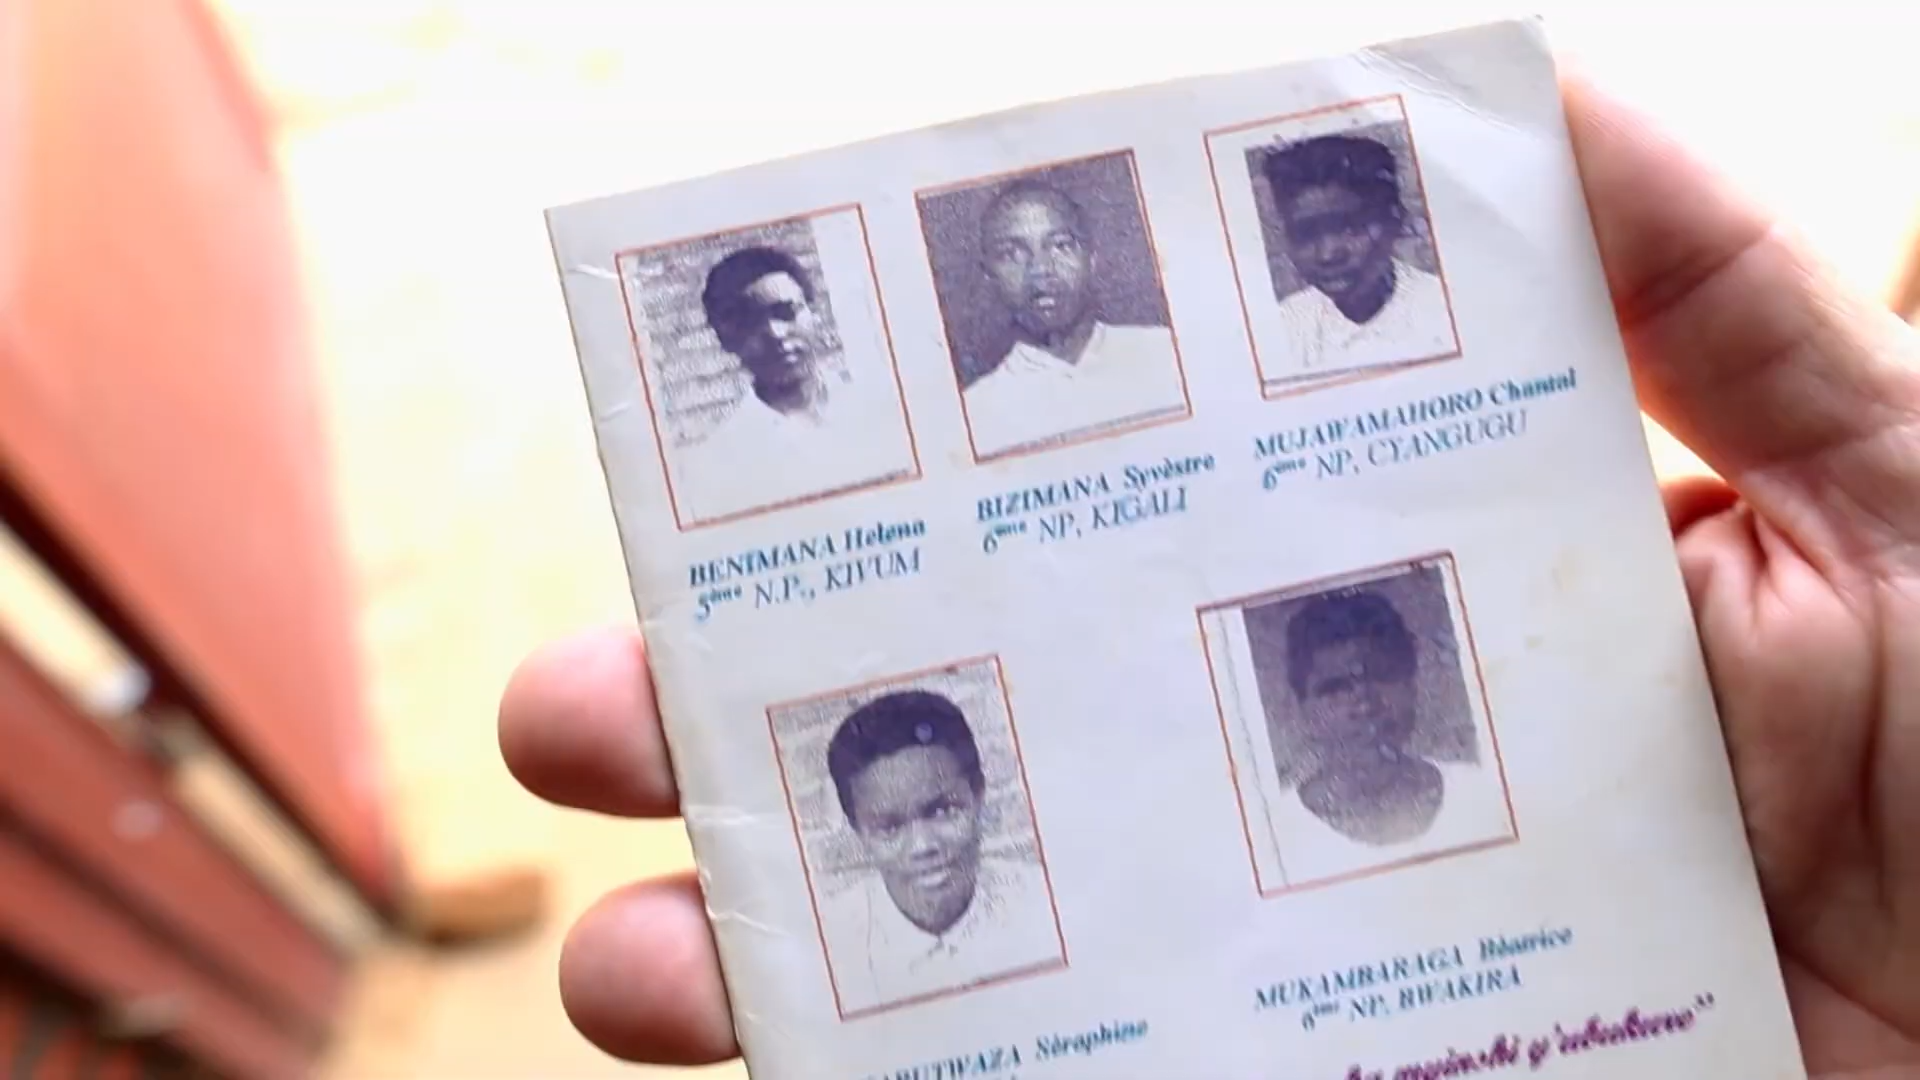 BENIMANA Helena
5ème N.P., KIVUM
BIZIMANA Syvèstre
6ème NP, KIGALI
MUJAWAMAHORO Chantal
6ème NP, CYANGUGU
Séraphine
MUKAMBARAGA Béatrice
6ème NP, BWAKIRA